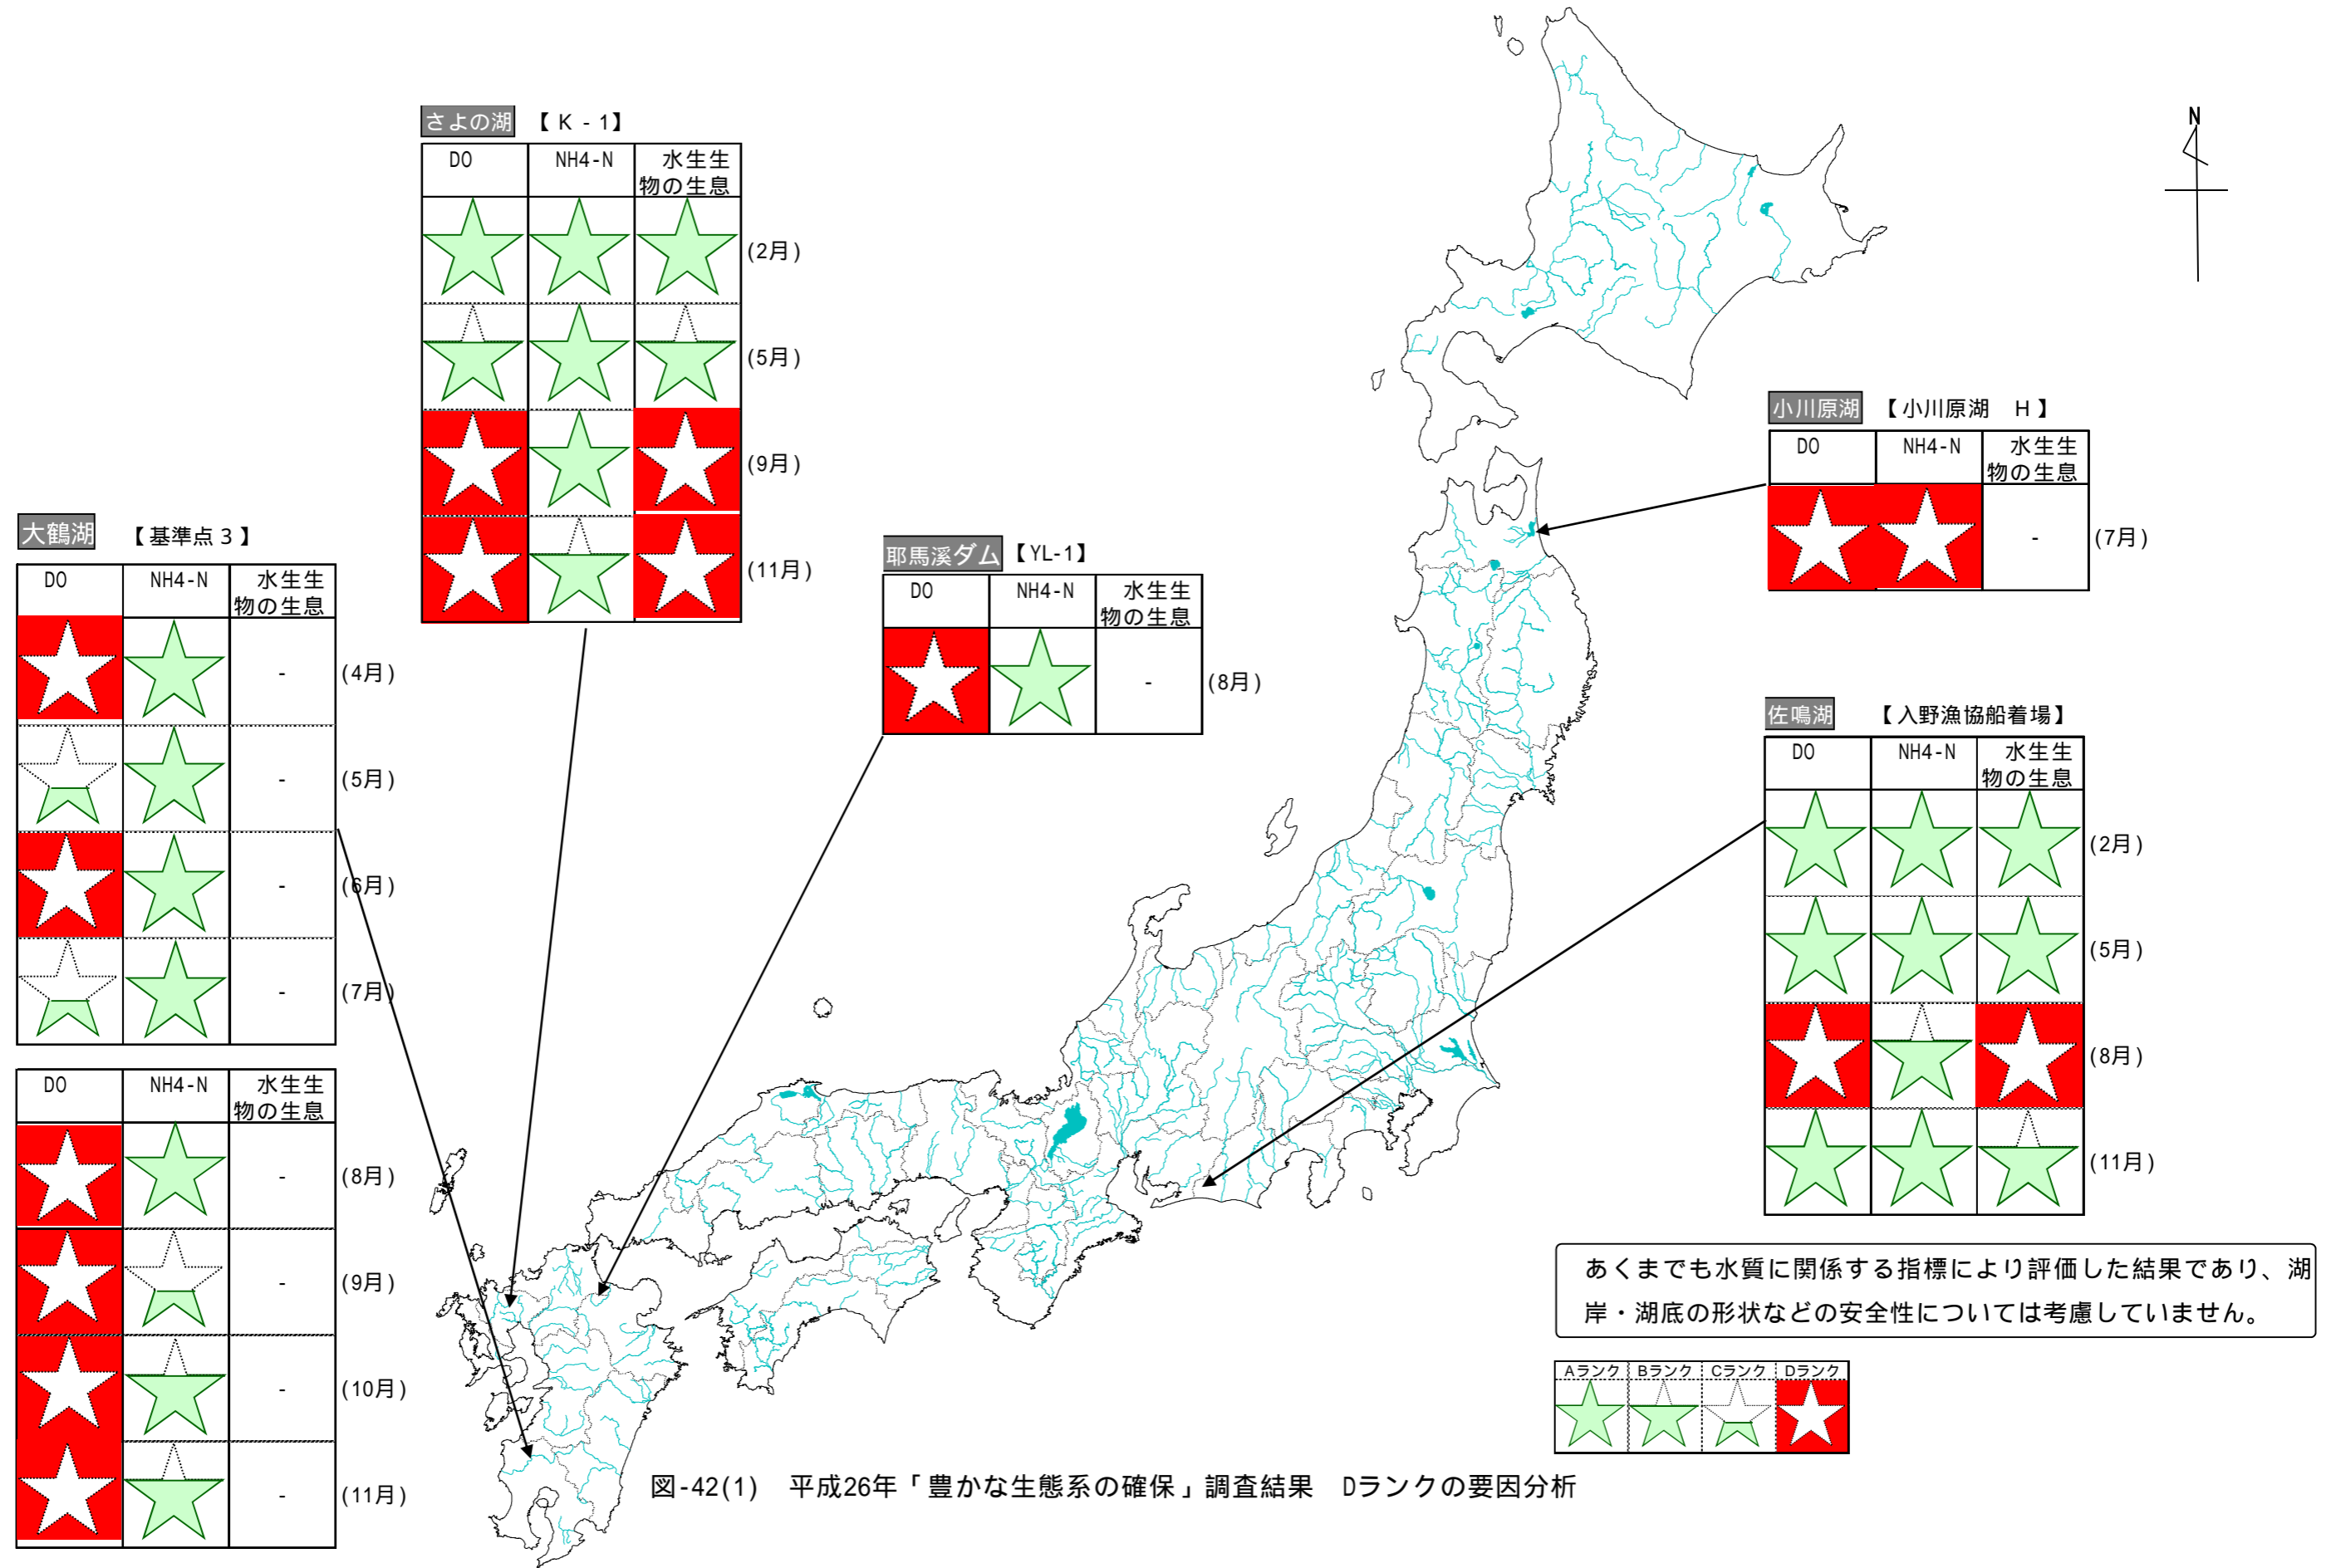 さよの湖 【K-1】
DO NH4-N 水生生
物の生息
(2月)
(5月)
(9月)
(11月)
大鶴湖 【基準点3】
DO NH4-N 水生生
物の生息
- (4月)
- (5月)
- (6月)
- (7月)
DO NH4-N 水生生
物の生息
- (8月)
- (9月)
- (10月)
- (11月)
耶馬溪ダム 【YL-1】
DO NH4-N 水生生
物の生息
- (8月)
N
小川原湖 【小川原湖 H】
DO NH4-N 水生生
物の生息
- (7月)
佐鳴湖 【入野漁協船着場】
DO NH4-N 水生生
物の生息
(2月)
(5月)
(8月)
(11月)
あくまでも水質に関係する指標により評価した結果であり、湖
岸・湖底の形状などの安全性については考慮していません。
Aランク Bランク Cランク Dランク
図-42(1) 平成26年「豊かな生態系の確保」調査結果 Dランクの要因分析